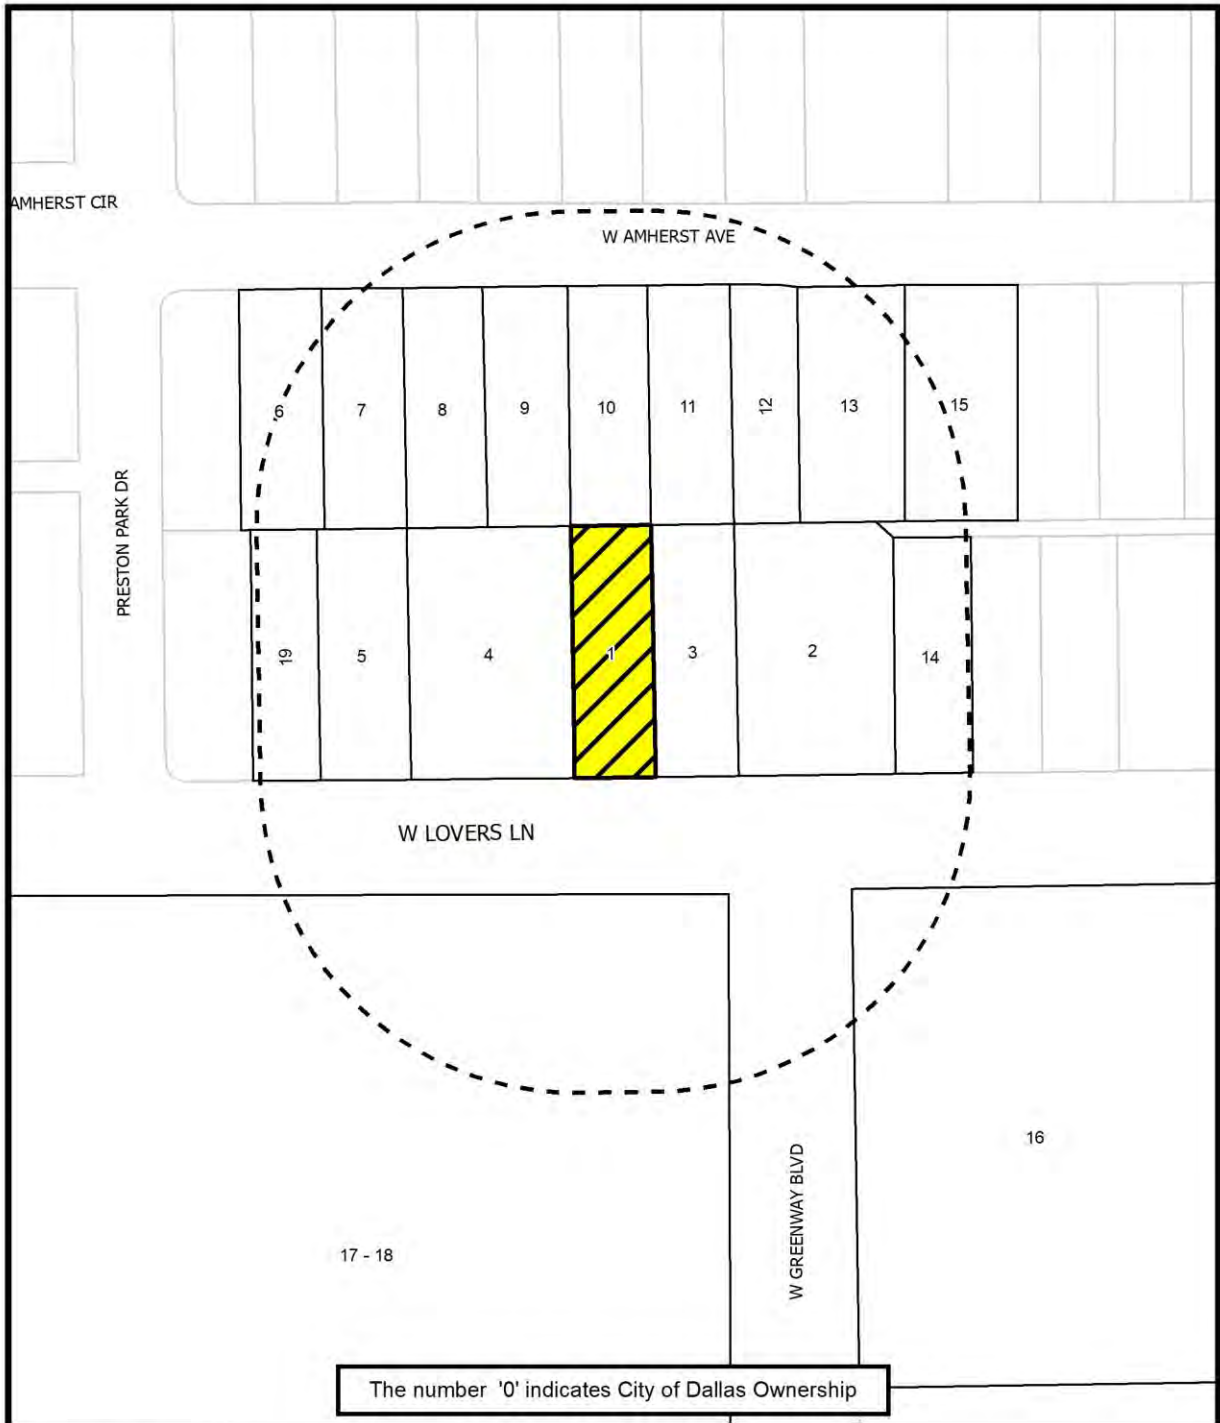 AMHERST CIR
W AMHERST AVE
6
7
8
9
10
11
12
13
15
PRESTON PARK DR
19
5
4
1
3
2
14
W LOVERS LN
16
W GREENWAY BLVD
17 - 18
The number '0' indicates City of Dallas Ownership